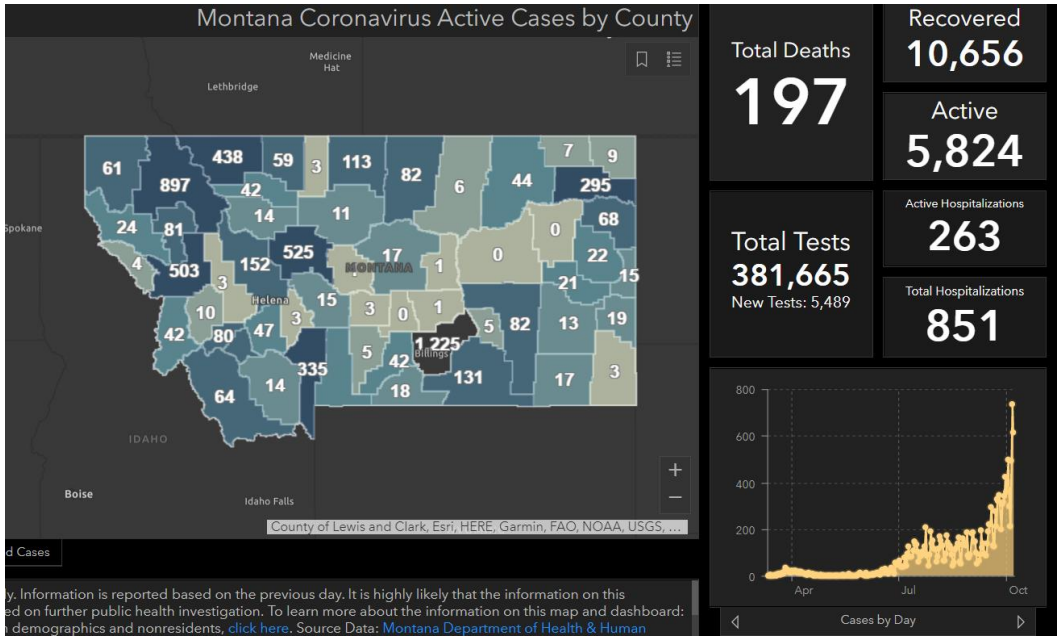 Montana Coronavirus Active Cases by County
Medicine
Hat
Lethbridge
Spokane
61
897
438
59
3
113
82
6
44
7
9
295
42
14
11
24
81
68
0
0
525
17
22
4
503
3
152
MONTANA
1
21
15
Helena
10
15
3
0
1
42
80
47
3
5
82
13
19
1,225
Billings
335
5
42
131
64
14
18
17
3
IDAHO
Boise
Idaho Falls
+
−
County of Lewis and Clark, Esri, HERE, Garmin, FAO, NOAA, USGS, ...
d Cases
y. Information is reported based on the previous day. It is highly likely that the information on this
ed on further public health investigation. To learn more about the information on this map and dashboard:
demographics and nonresidents, click here. Source Data: Montana Department of Health & Human
Total Deaths
197
Recovered
10,656
Active
5,824
Total Tests
381,665
New Tests: 5,489
Active Hospitalizations
263
Total Hospitalizations
851
800
600
400
200
0
Apr
Jul
Oct
Cases by Day